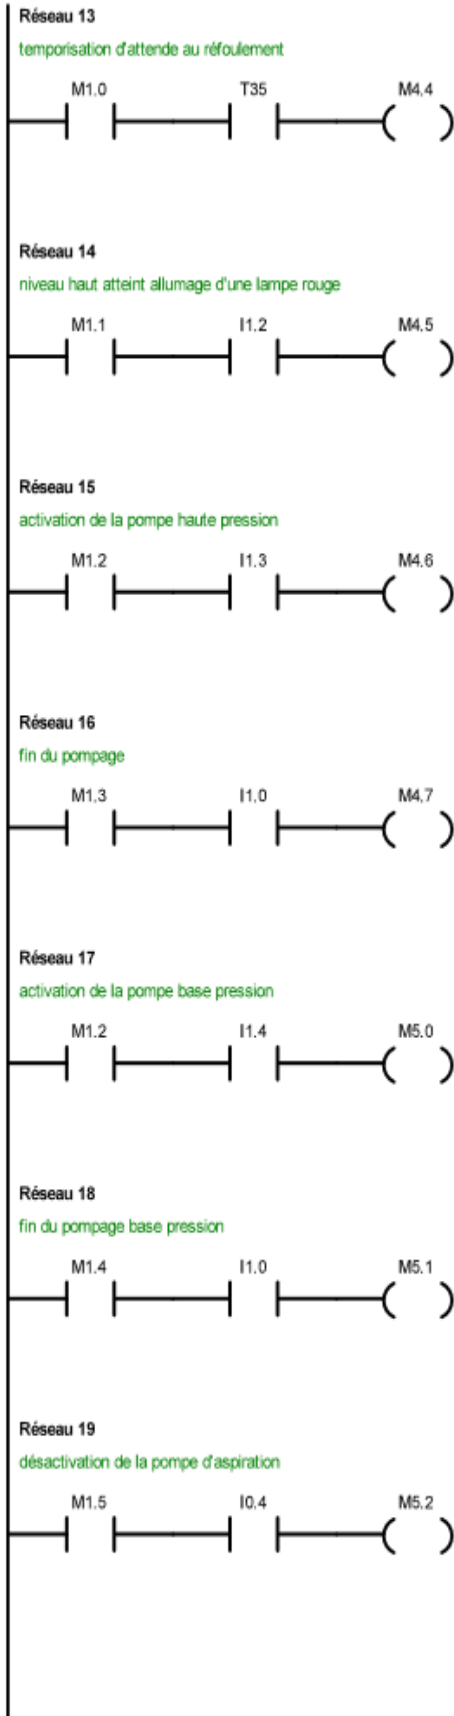 Réseau 13
temporisation d'attende au réfoulement
M1.0 T35 M4.4
Réseau 14
niveau haut atteint allumage d'une lampe rouge
M1.1 I1.2 M4.5
Réseau 15
activation de la pompe haute pression
M1.2 I1.3 M4.6
Réseau 16
fin du pompage
M1.3 I1.0 M4.7
Réseau 17
activation de la pompe base pression
M1.2 I1.4 M5.0
Réseau 18
fin du pompage base pression
M1.4 I1.0 M5.1
Réseau 19
désactivation de la pompe d'aspiration
M1.5 I0.4 M5.2